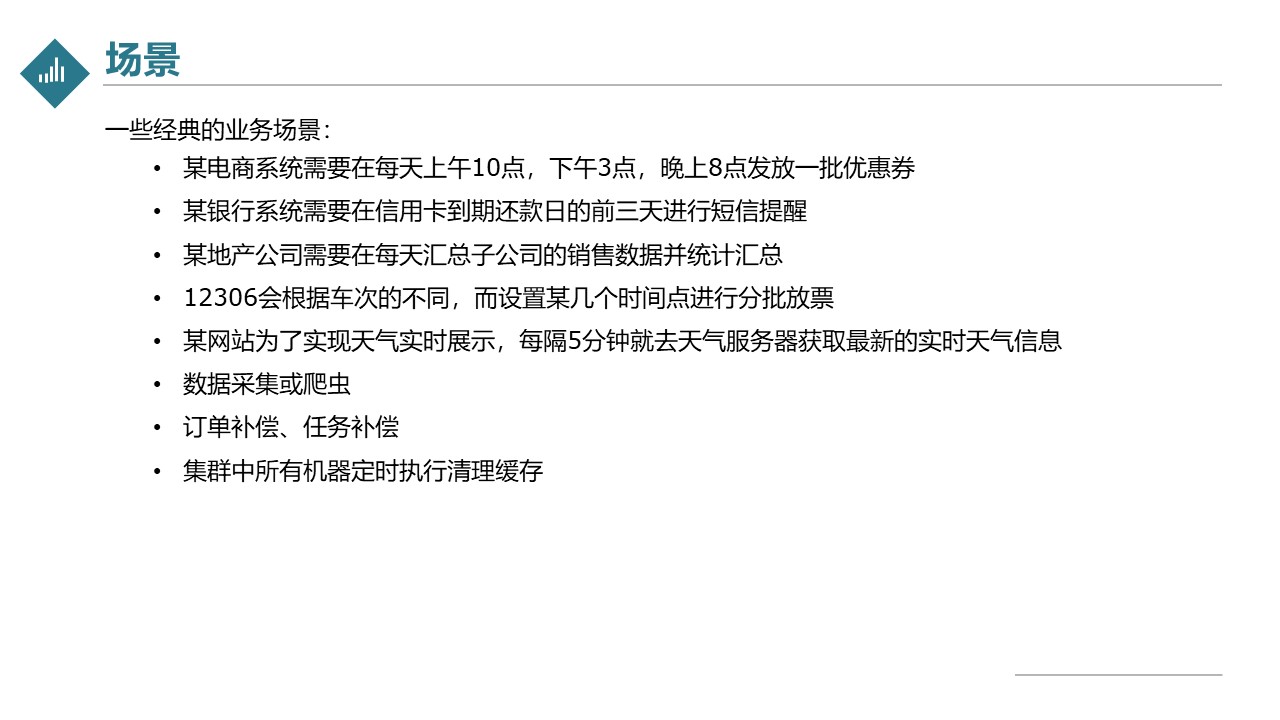 场景
一些经典的业务场景：
• 某电商系统需要在每天上午10点，下午3点，晚上8点发放一批优惠券
• 某银行系统需要在信用卡到期还款日的前三天进行短信提醒
• 某地产公司需要在每天汇总子公司的销售数据并统计汇总
• 12306会根据车次的不同，而设置某几个时间点进行分批放票
• 某网站为了实现天气实时展示，每隔5分钟就去天气服务器获取最新的实时天气信息
• 数据采集或爬虫
• 订单补偿、任务补偿
• 集群中所有机器定时执行清理缓存